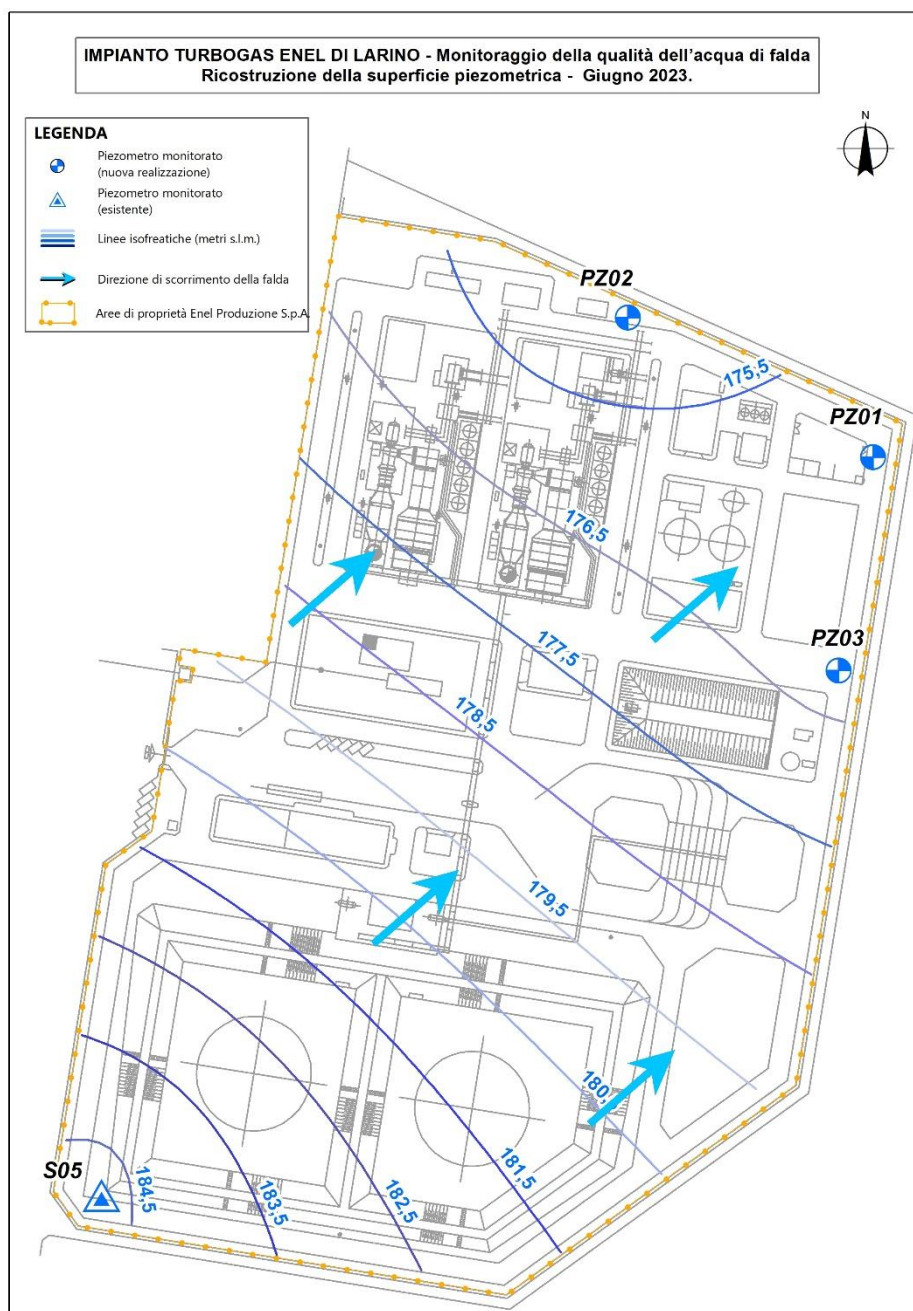 IMPIANTO TURBOGAS ENEL DI LARINO - Monitoraggio della qualità dell'acqua di falda
Ricostruzione della superficie piezometrica - Giugno 2023.
LEGENDA
Piezometro monitorato
(nuova realizzazione)
Piezometro monitorato
(esistente)
Linee isofreatiche (metri s.l.m.)
Direzione di scorrimento della falda
Aree di proprietà Enel Produzione S.p.A.
N
PZ02
175,5
PZ01
176,5
PZ03
177,5
178,5
179,5
180,
S05
184,5
183,5
182,5
181,5